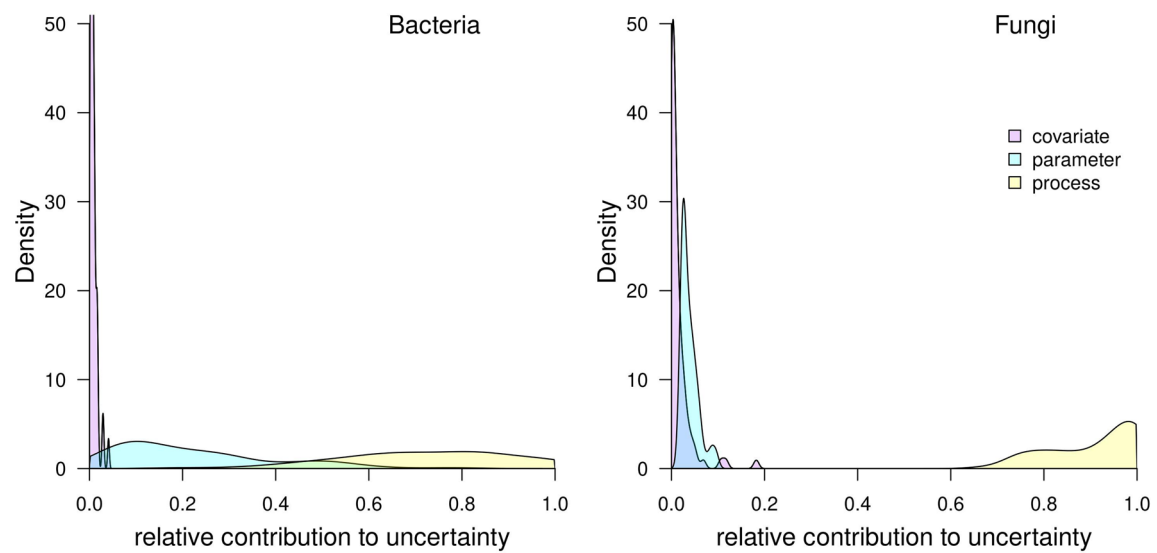 Bacteria
Density
50
40
30
20
10
0
0.0 0.2 0.4 0.6 0.8 1.0
relative contribution to uncertainty
Fungi
covariate
parameter
process
Density
50
40
30
20
10
0
0.0 0.2 0.4 0.6 0.8 1.0
relative contribution to uncertainty